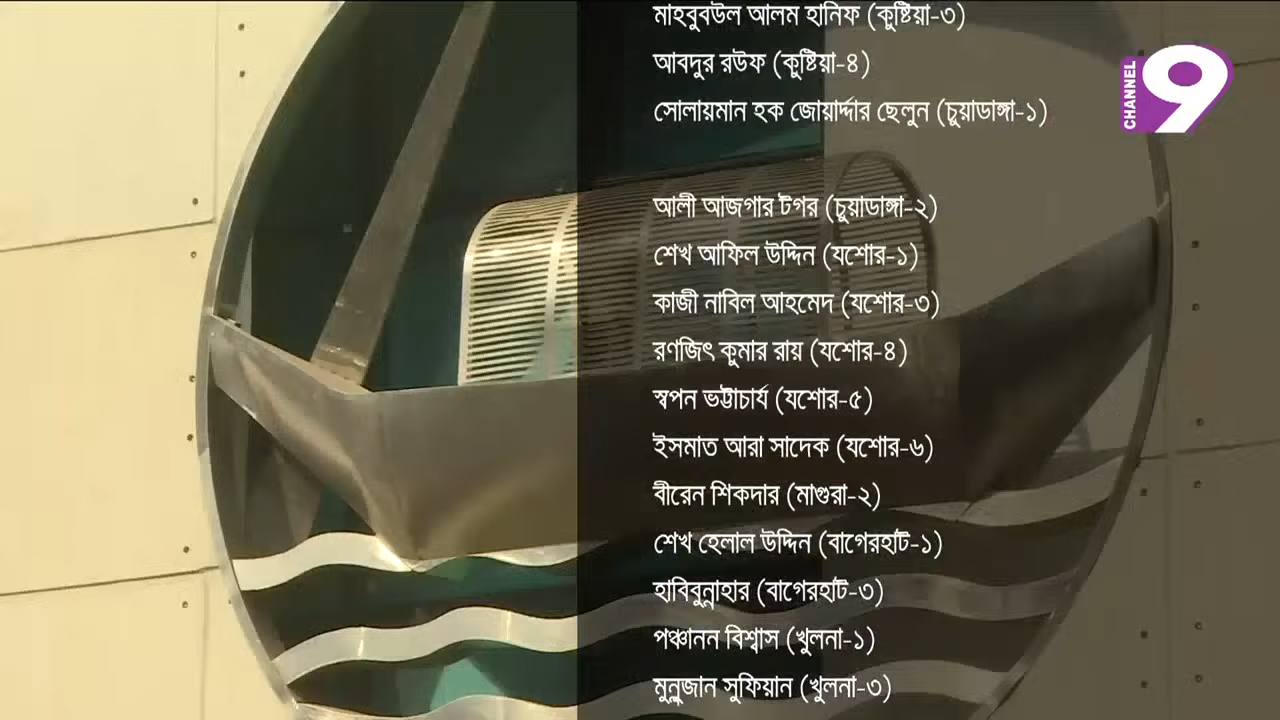 মাহবুবউল আলম হানিফ (কুষ্টিয়া-৩)
আবদুর রউফ (কুষ্টিয়া-৪)
সোলায়মান হক জোয়ার্দ্দার ছেলুন (চুয়াডাঙ্গা-১)
CHANNEL 9
আলী আজগার টগর (চুয়াডাঙ্গা-২)
শেখ আফিল উদ্দিন (যশোর-১)
কাজী নাবিল আহমেদ (যশোর-৩)
রণজিৎ কুমার রায় (যশোর-৪)
স্বপন ভট্টাচার্য (যশোর-৫)
ইসমাত আরা সাদেক (যশোর-৬)
বীরেন শিকদার (মাগুরা-২)
শেখ হেলাল উদ্দিন (বাগেরহাট-১)
হাবিবুন্নাহার (বাগেরহাট-৩)
পঞ্চানন বিশ্বাস (খুলনা-১)
মুন্নুজান সুফিয়ান (খুলনা-৩)